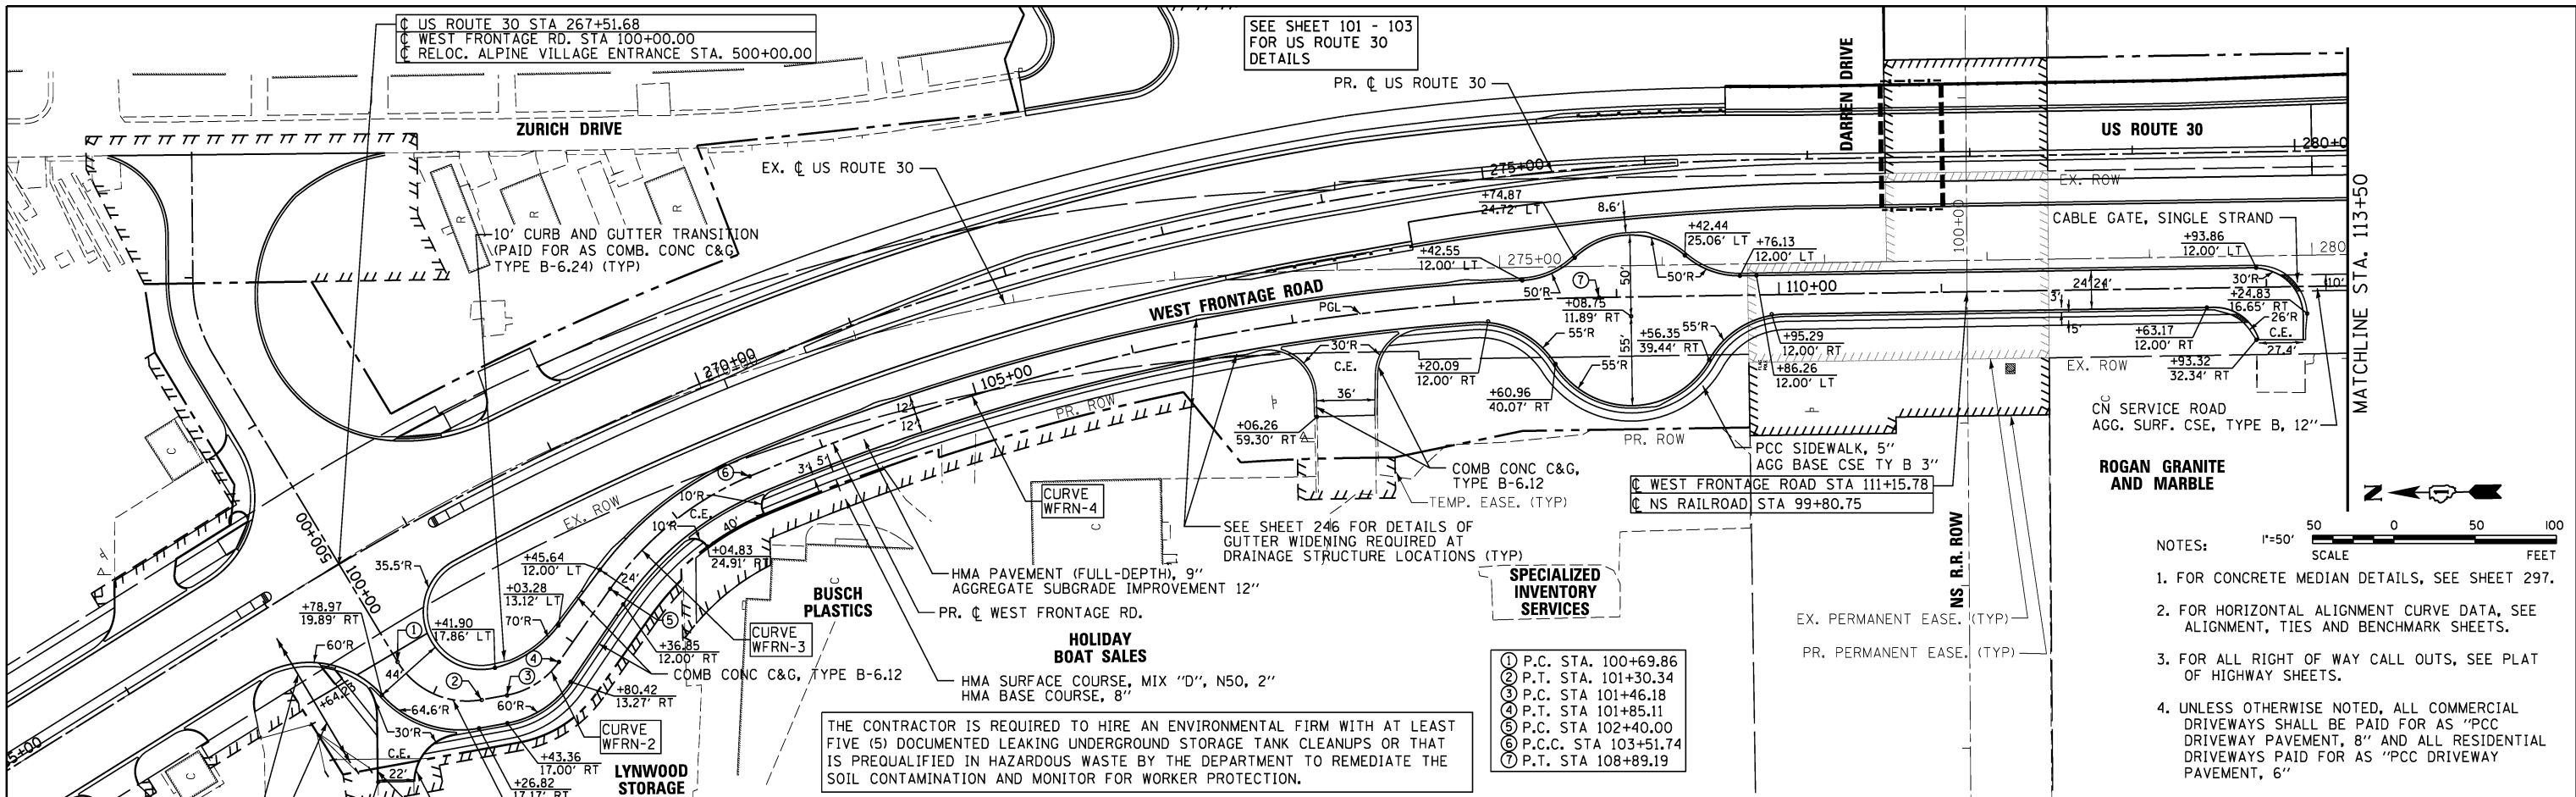 ℄ US ROUTE 30 STA 267+51.68
℄ WEST FRONTAGE RD. STA 100+00.00
℄ RELOC. ALPINE VILLAGE ENTRANCE STA. 500+00.00
SEE SHEET 101 - 103
FOR US ROUTE 30
DETAILS
PR. ℄ US ROUTE 30
DARREN DRIVE
ZURICH DRIVE
US ROUTE 30
280+0
EX. ℄ US ROUTE 30
275+00
EX. ROW
MATCHLINE STA. 113+50
+74.87
24.72' LT
8.6'
CABLE GATE, SINGLE STRAND
R
R
R
10' CURB AND GUTTER TRANSITION
(PAID FOR AS COMB. CONC C&G
TYPE B-6.24) (TYP)
+42.44
25.06' LT
+76.13
12.00' LT
100+00
+93.86
12.00' LT
280
+42.55
12.00' LT
275+00
50'R
50'
50'R
7
30'R
10'
WEST FRONTAGE ROAD
PGL
+08.75
11.89' RT
110+00
24'
24'
3'
5'
+24.83
16.65' RT
26'R
C.E.
27.4'
55'R
55'
+56.35
39.44' RT
55'R
+95.29
12.00' RT
+63.17
12.00' RT
270+00
30'R
C.E.
+20.09
12.00' RT
55'R
+86.26
12.00' LT
EX. ROW
+93.32
32.34' RT
105+00
36'
+60.96
40.07' RT
C
C
12'
12'
PR. ROW
+06.26
59.30' RT
PR. ROW
CN SERVICE ROAD
AGG. SURF. CSE, TYPE B, 12"
PCC SIDEWALK, 5"
AGG BASE CSE TY B 3"
ROGAN GRANITE
AND MARBLE
6
3'
5'
COMB CONC C&G,
TYPE B-6.12
TEMP. EASE. (TYP)
℄ WEST FRONTAGE ROAD STA 111+15.78
℄ NS RAILROAD STA 99+80.75
N
10'R
C.E.
CURVE
WFRN-4
C
EX. ROW
500+00
100+00
10'R
40'
SEE SHEET 246 FOR DETAILS OF
GUTTER WIDENING REQUIRED AT
DRAINAGE STRUCTURE LOCATIONS (TYP)
50 0 50 100
NOTES:
1"=50'
SCALE FEET
35.5'R
+45.64
12.00' LT
+04.83
24.91' RT
24'
HMA PAVEMENT (FULL-DEPTH), 9"
AGGREGATE SUBGRADE IMPROVEMENT 12"
SPECIALIZED
INVENTORY
SERVICES
NS R.R. ROW
1. FOR CONCRETE MEDIAN DETAILS, SEE SHEET 297.
+03.28
13.12' LT
BUSCH
PLASTICS
C
PR. ℄ WEST FRONTAGE RD.
EX. PERMANENT EASE. (TYP)
2. FOR HORIZONTAL ALIGNMENT CURVE DATA, SEE
ALIGNMENT, TIES AND BENCHMARK SHEETS.
+78.97
19.89' RT
1
+41.90
17.86' LT
70'R
5
CURVE
WFRN-3
HOLIDAY
BOAT SALES
PR. PERMANENT EASE. (TYP)
60'R
+36.85
12.00' RT
4
3. FOR ALL RIGHT OF WAY CALL OUTS, SEE PLAT
OF HIGHWAY SHEETS.
44'
2
3
COMB CONC C&G, TYPE B-6.12
HMA SURFACE COURSE, MIX "D", N50, 2"
HMA BASE COURSE, 8"
1 P.C. STA. 100+69.86
2 P.T. STA. 101+30.34
3 P.C. STA 101+46.18
4 P.T. STA 101+85.11
5 P.C. STA 102+40.00
6 P.C.C. STA 103+51.74
7 P.T. STA 108+89.19
+64.23
64.6'R
60'R
+80.42
13.27' RT
4. UNLESS OTHERWISE NOTED, ALL COMMERCIAL
DRIVEWAYS SHALL BE PAID FOR AS "PCC
DRIVEWAY PAVEMENT, 8" AND ALL RESIDENTIAL
DRIVEWAYS PAID FOR AS "PCC DRIVEWAY
PAVEMENT, 6"
30'R
C.E.
22'
C
CURVE
WFRN-2
+43.36
17.00' RT
THE CONTRACTOR IS REQUIRED TO HIRE AN ENVIRONMENTAL FIRM WITH AT LEAST
FIVE (5) DOCUMENTED LEAKING UNDERGROUND STORAGE TANK CLEANUPS OR THAT
IS PREQUALIFIED IN HAZARDOUS WASTE BY THE DEPARTMENT TO REMEDIATE THE
SOIL CONTAMINATION AND MONITOR FOR WORKER PROTECTION.
LYNWOOD
STORAGE
+26.82
17.17' RT